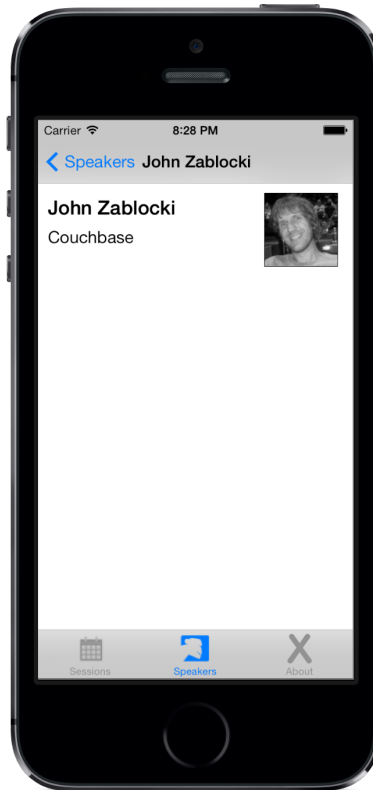 Carrier 8:28 PM
Speakers John Zablocki
John Zablocki
Couchbase
Sessions Speakers About